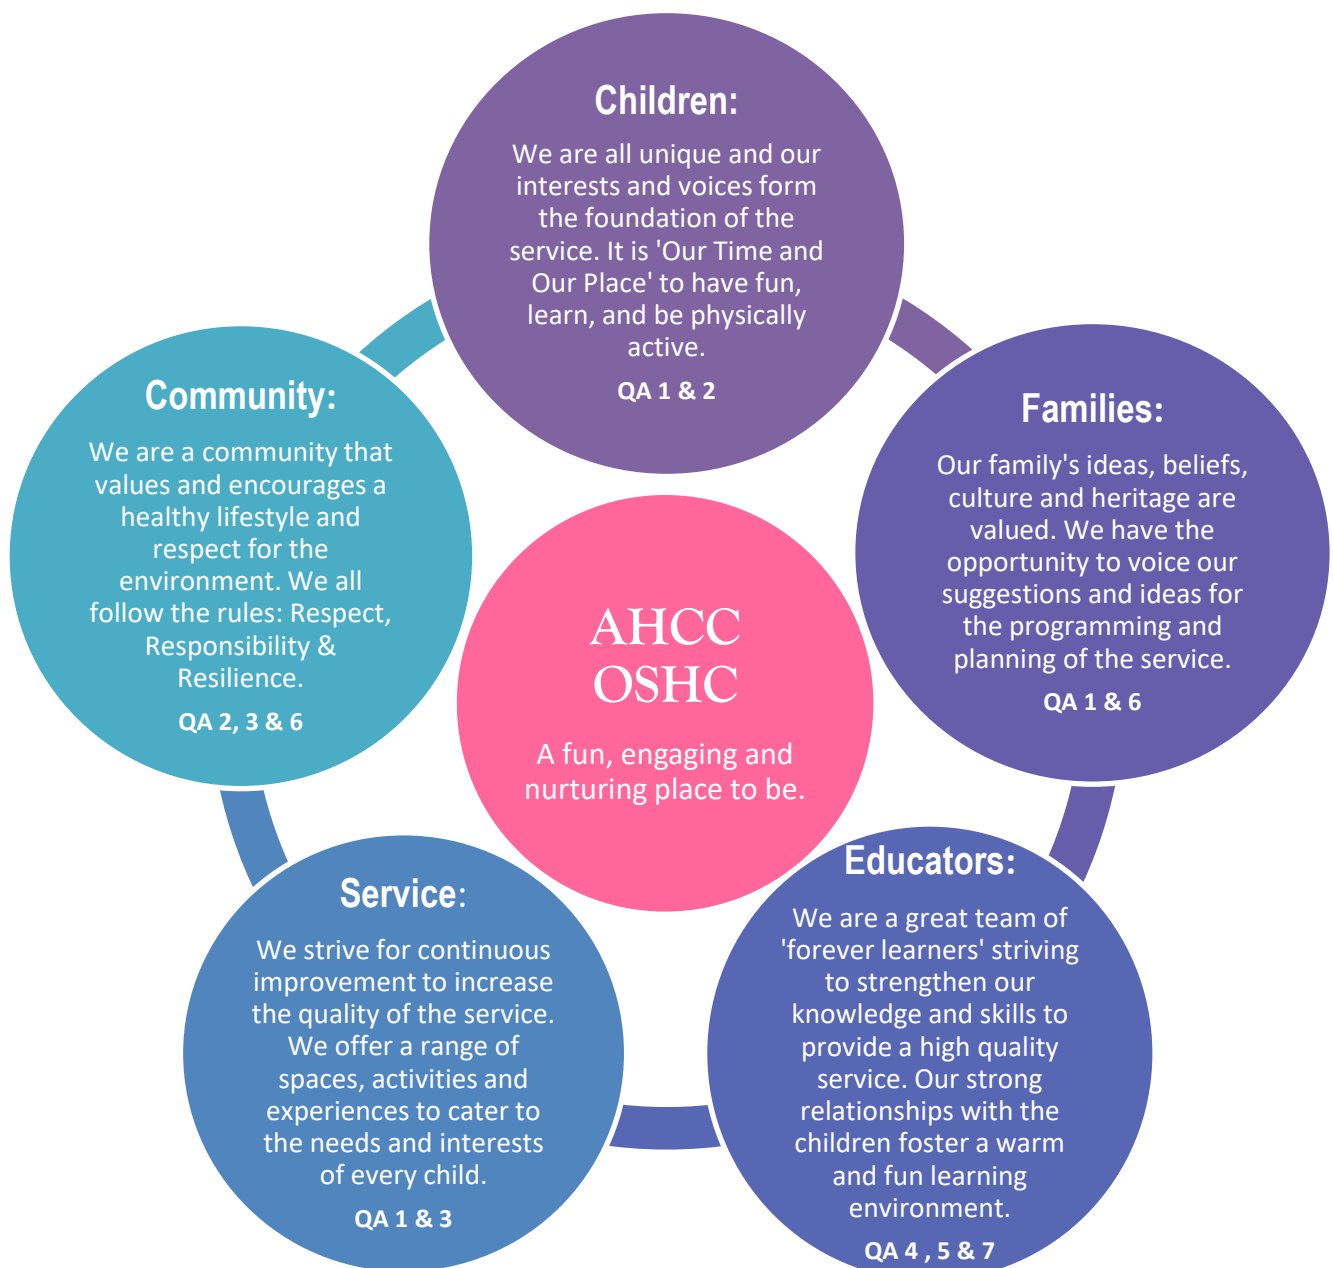 Children:
We are all unique and our
interests and voices form
the foundation of the
service. It is 'Our Time and
Our Place' to have fun,
learn, and be physically
active.
QA 1 & 2
Families:
Our family's ideas, beliefs,
culture and heritage are
valued. We have the
opportunity to voice our
suggestions and ideas for
the programming and
planning of the service.
QA 1 & 6
Educators:
We are a great team of
'forever learners' striving
to strengthen our
knowledge and skills to
provide a high quality
service. Our strong
relationships with the
children foster a warm
and fun learning
environment.
QA 4 , 5 & 7
Service:
We strive for continuous
improvement to increase
the quality of the service.
We offer a range of
spaces, activities and
experiences to cater to
the needs and interests
of every child.
QA 1 & 3
Community:
We are a community that
values and encourages a
healthy lifestyle and
respect for the
environment. We all
follow the rules: Respect,
Responsibility &
Resilience.
QA 2, 3 & 6
AHCC
OSHC
A fun, engaging and
nurturing place to be.